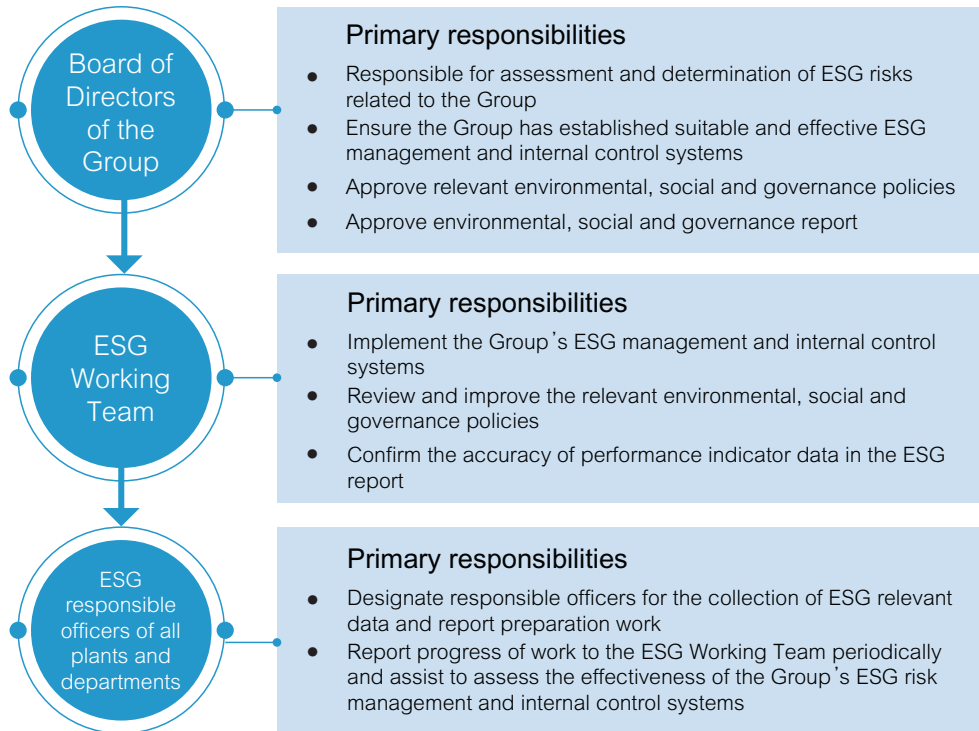 Board of
Directors
of the
Group
Primary responsibilities
● Responsible for assessment and determination of ESG risks
related to the Group
● Ensure the Group has established suitable and effective ESG
management and internal control systems
● Approve relevant environmental, social and governance policies
● Approve environmental, social and governance report
ESG
Working
Team
Primary responsibilities
● Implement the Group’s ESG management and internal control
systems
● Review and improve the relevant environmental, social and
governance policies
● Confirm the accuracy of performance indicator data in the ESG
report
ESG
responsible
officers of all
plants and
departments
Primary responsibilities
● Designate responsible officers for the collection of ESG relevant
data and report preparation work
● Report progress of work to the ESG Working Team periodically
and assist to assess the effectiveness of the Group’s ESG risk
management and internal control systems